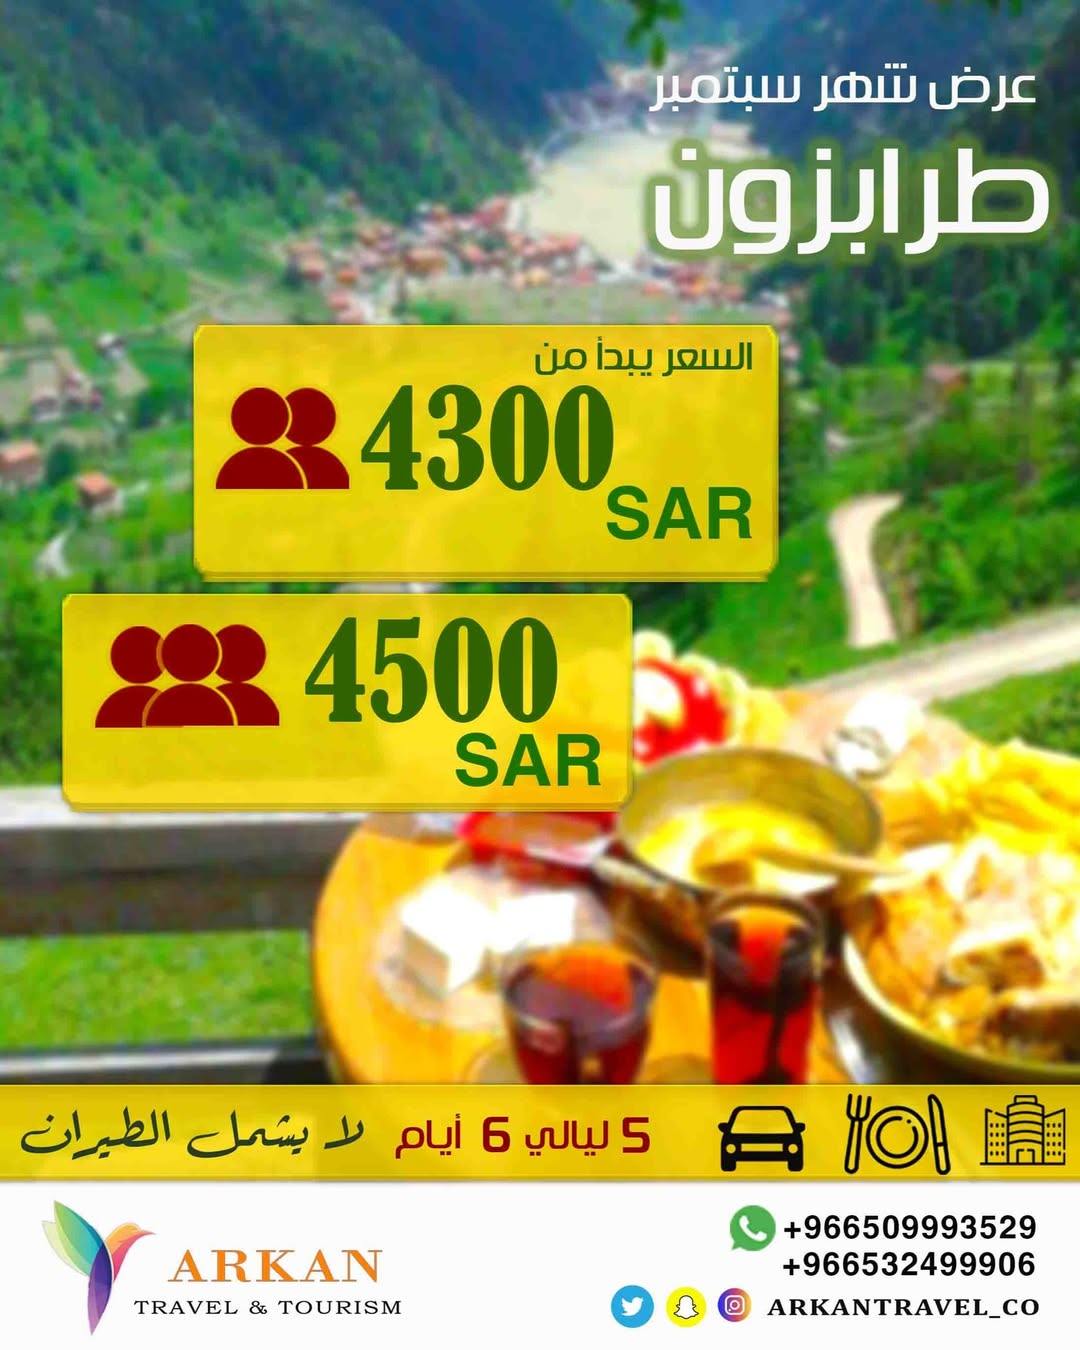 عرض شهر سبتمبر
طرابزون
السعر يبدأ من
4300
SAR
4500
SAR
5 ليالي 6 أيام لا يشمل الطيران
ARKAN
TRAVEL & TOURISM
+966509993529
+966532499906
ARKANTRAVEL_CO